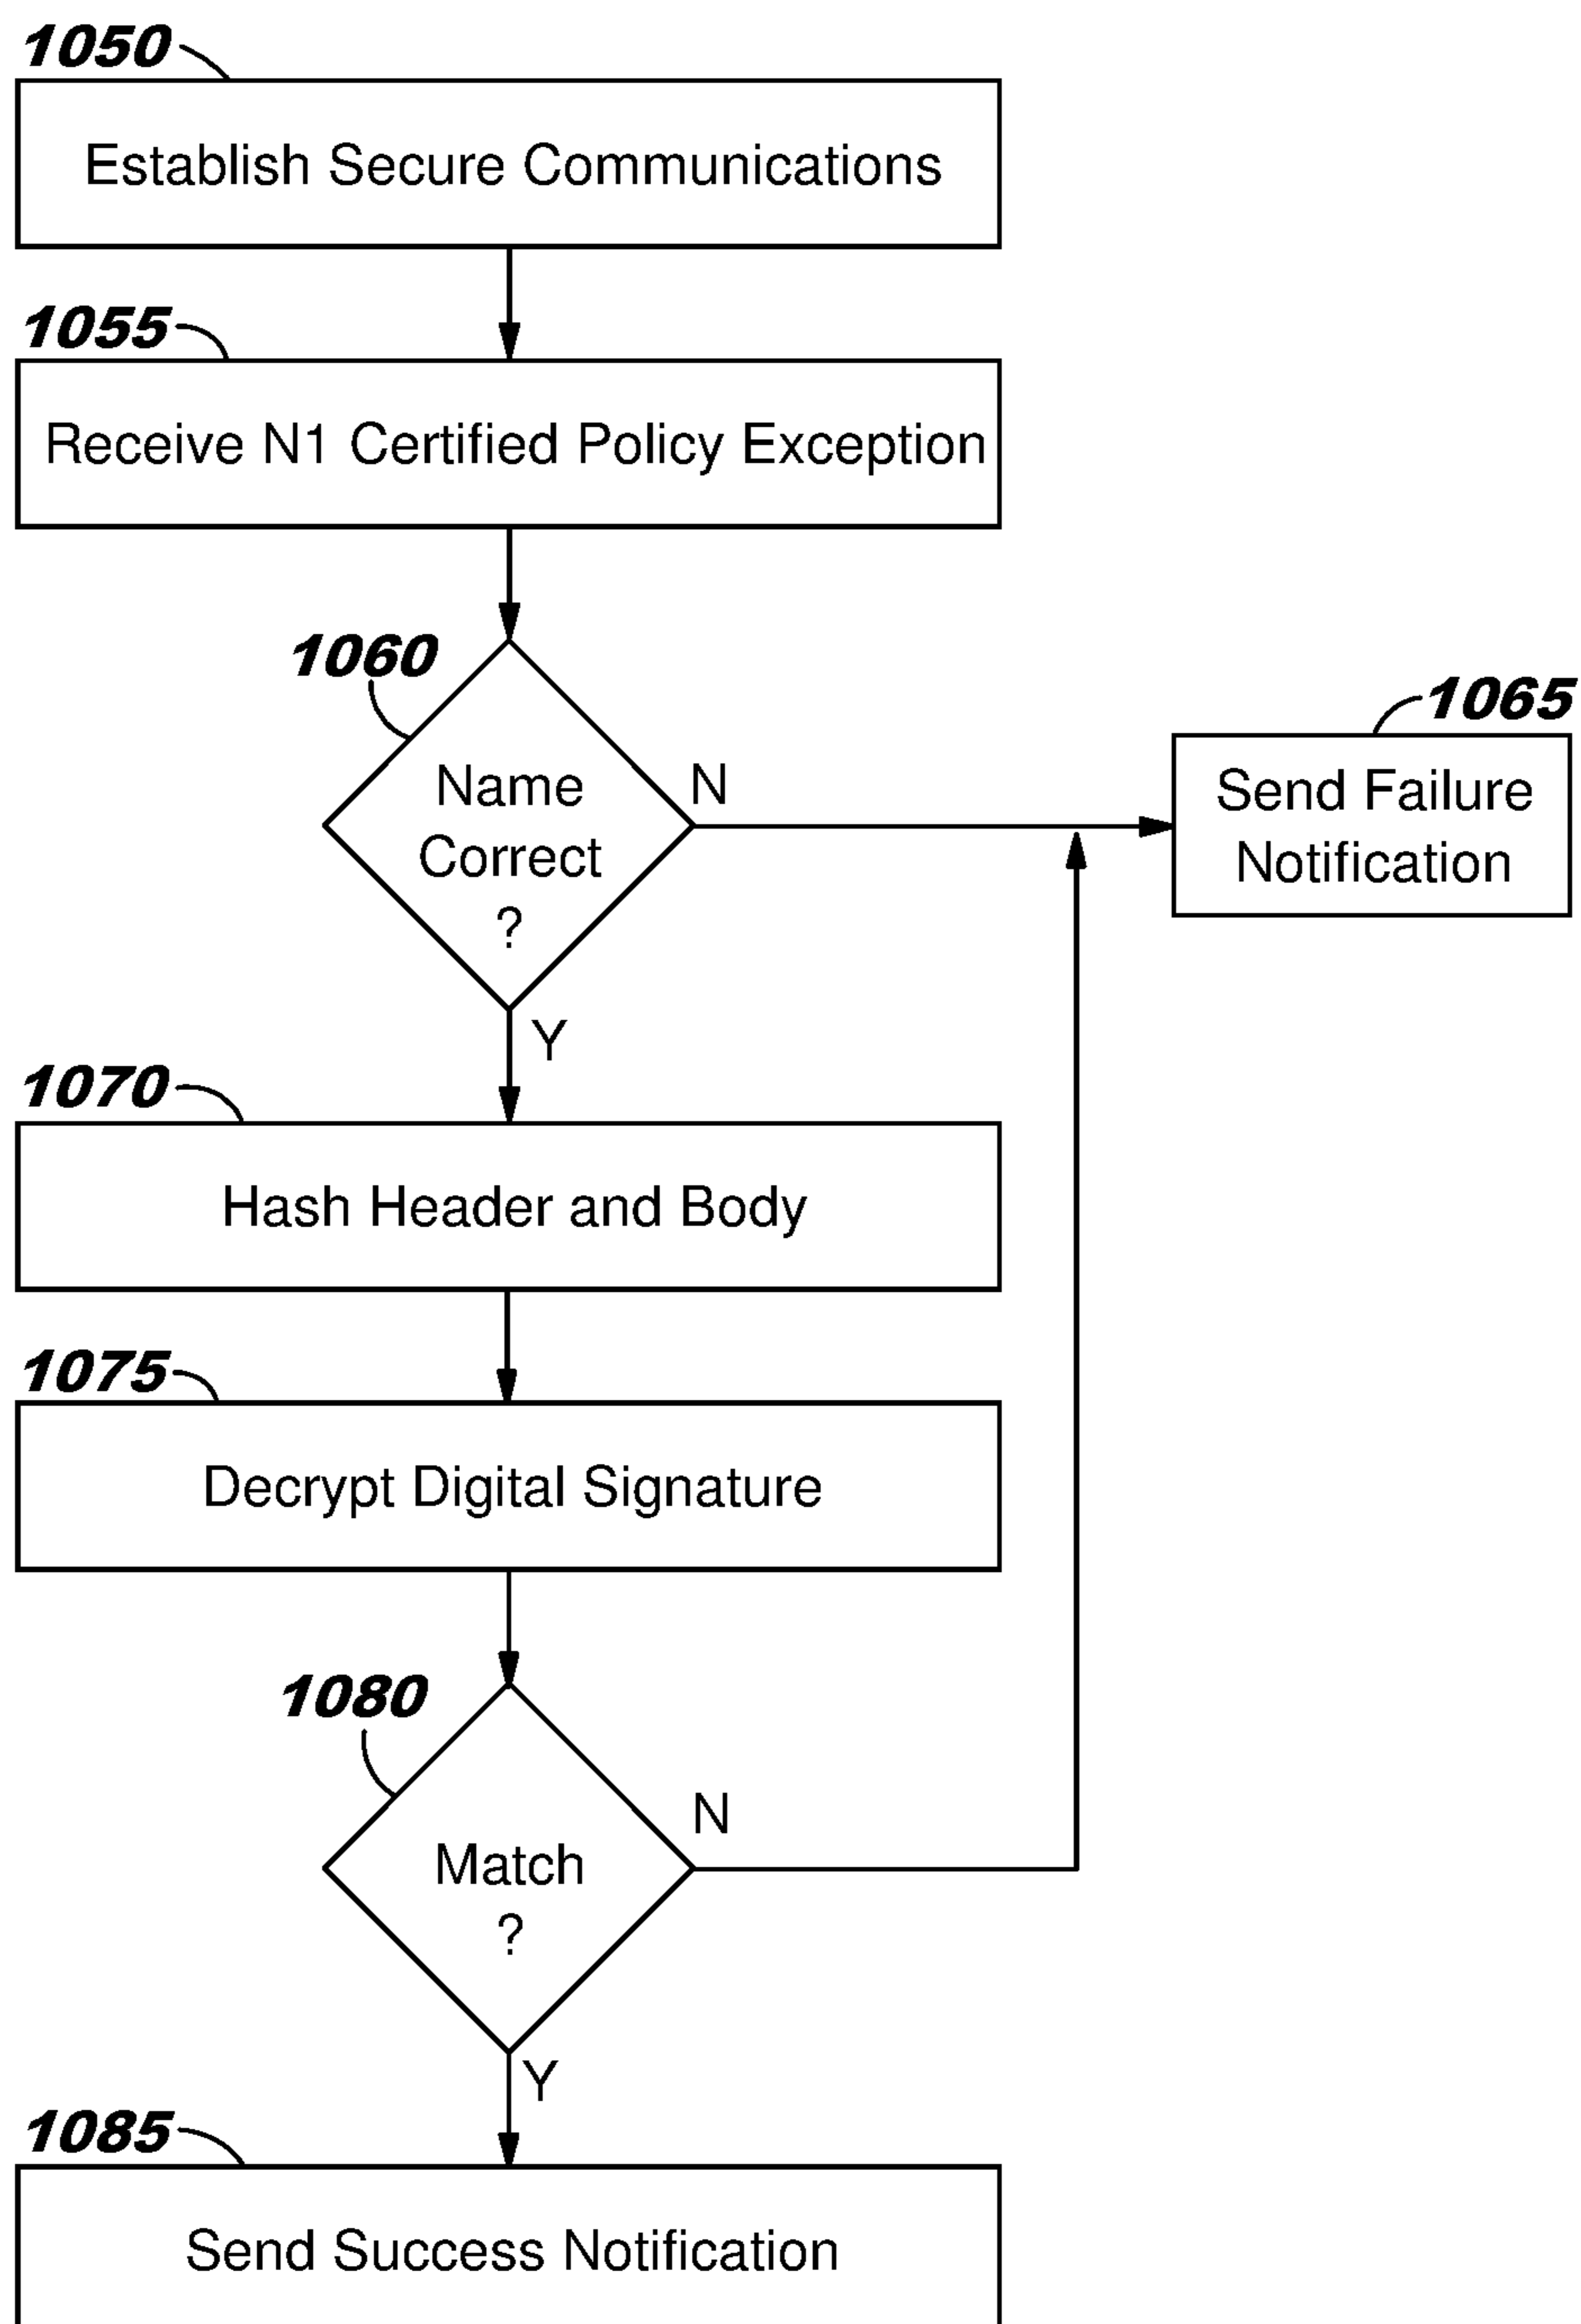 1050
Establish Secure Communications
1055
Receive N1 Certified Policy Exception
1060
Name
Correct
?
N
1065
Send Failure
Notification
Y
1070
Hash Header and Body
1075
Decrypt Digital Signature
1080
Match
?
N
Y
1085
Send Success Notification